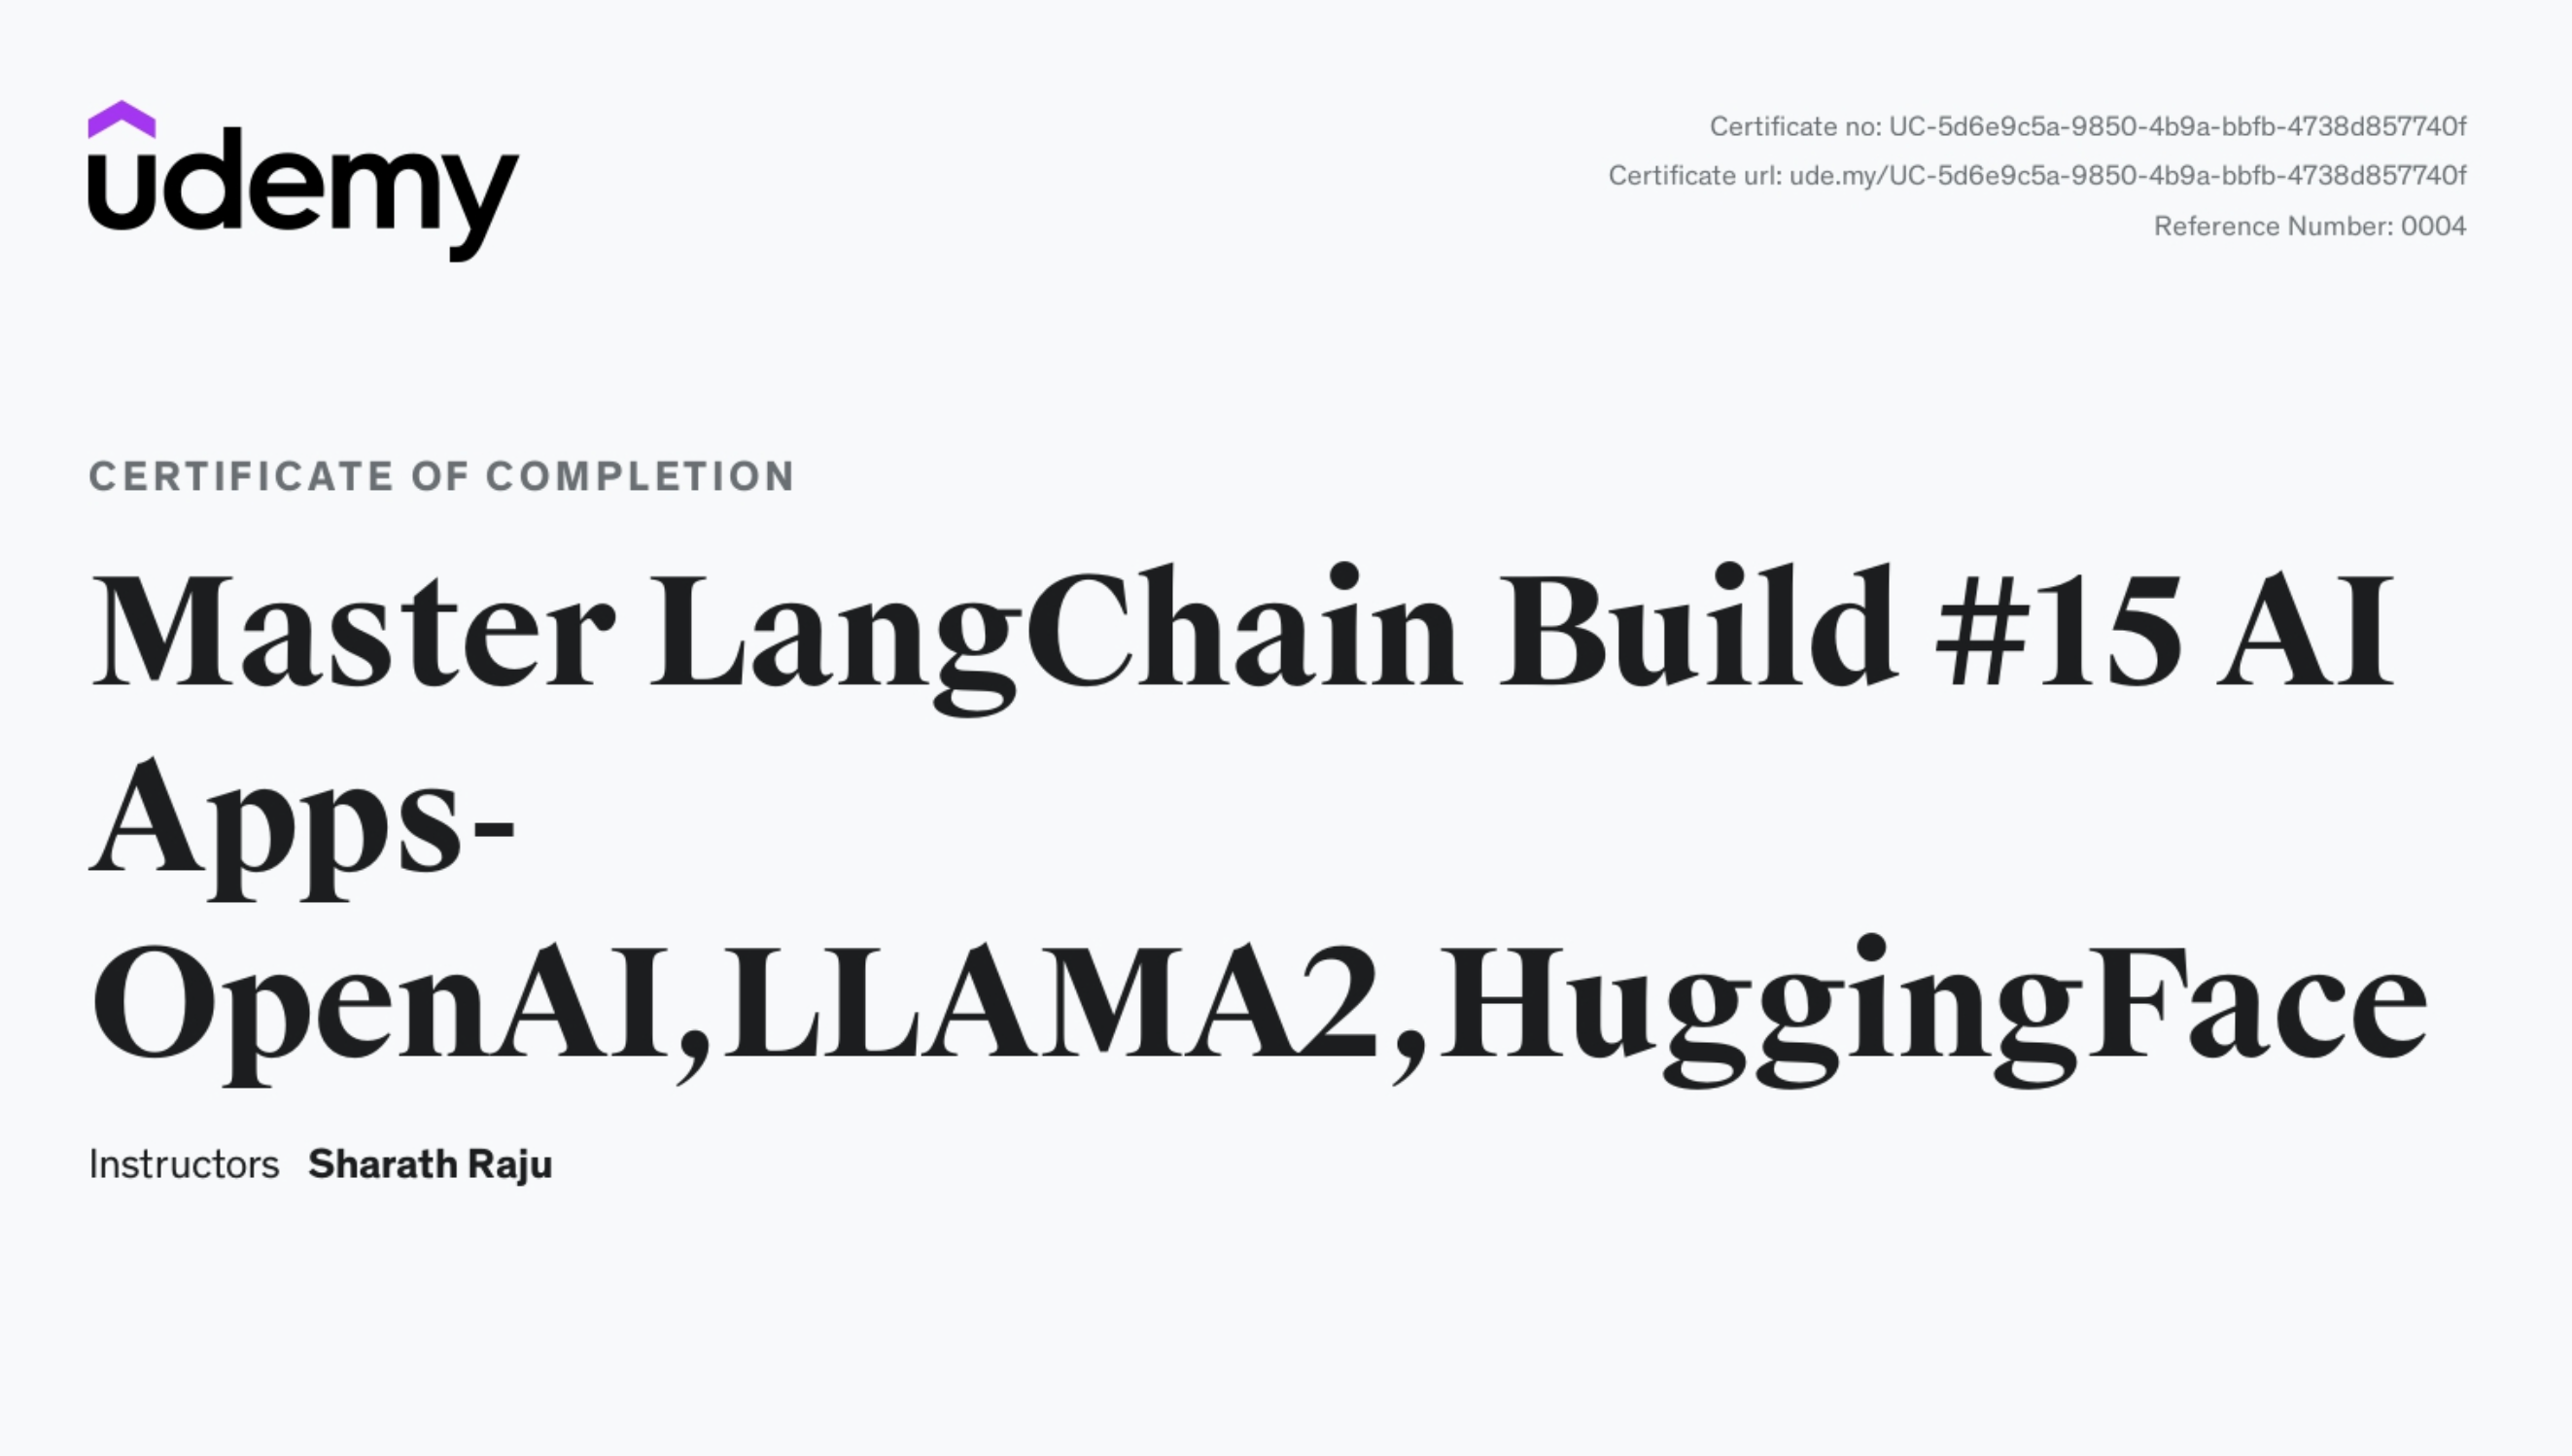 udemy
Certificate no: UC-5d6e9c5a-9850-4b9a-bbfb-4738d857740f
Certificate url: ude.my/UC-5d6e9c5a-9850-4b9a-bbfb-4738d857740f
Reference Number: 0004
CERTIFICATE OF COMPLETION
Master LangChain Build #15 AI
Apps-
OpenAI,LLAMA2,HuggingFace
Instructors Sharath Raju